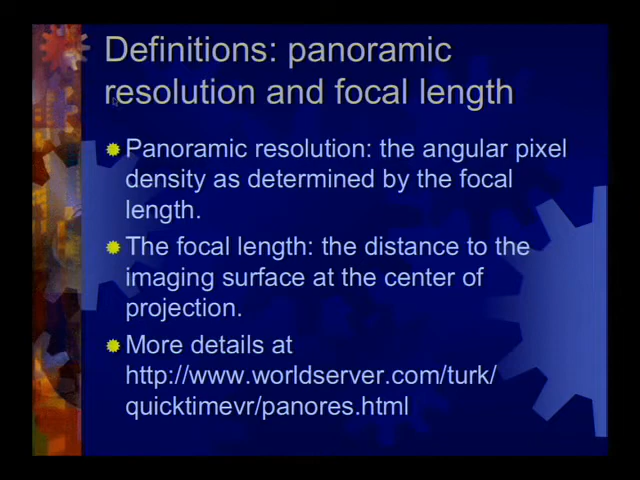 Definitions: panoramic
resolution and focal length
Panoramic resolution: the angular pixel
density as determined by the focal
length.
The focal length: the distance to the
imaging surface at the center of
projection.
More details at
http://www.worldserver.com/turk/
quicktimevr/panores.html